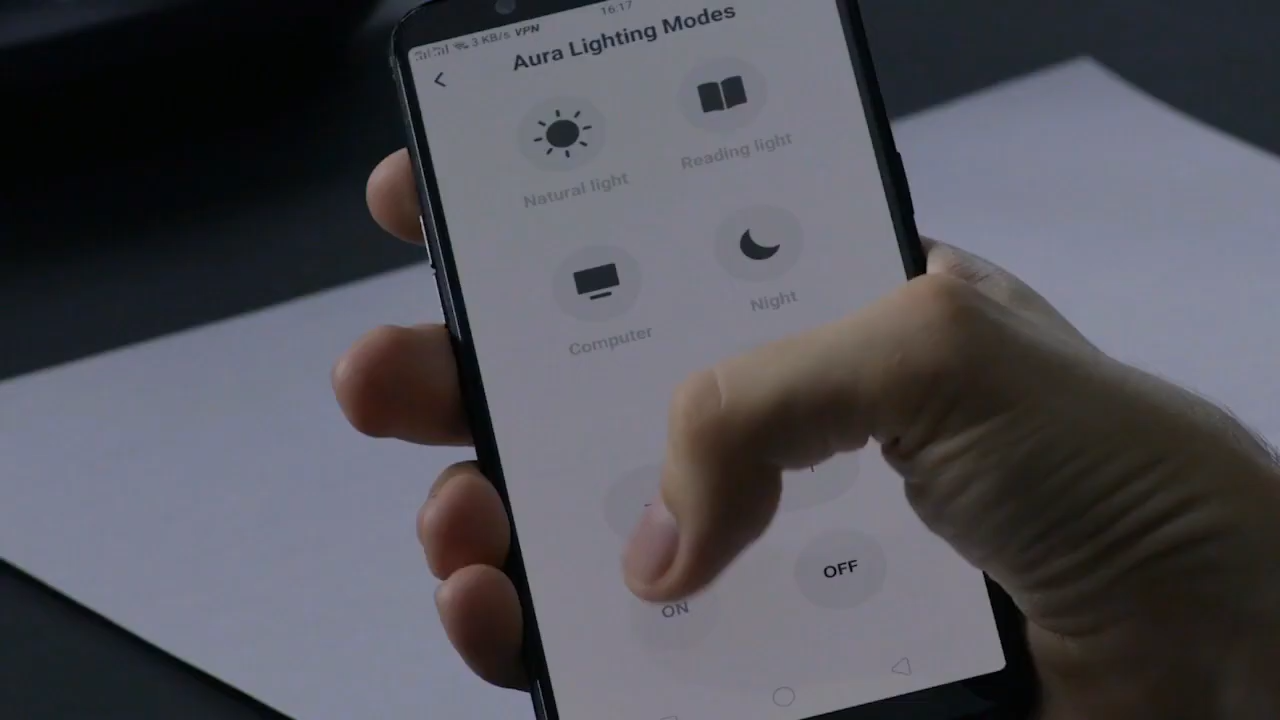 16:17
3 KB/s VPN
Aura Lighting Modes
Natural light
Reading light
Computer
Night
-
ON
OFF